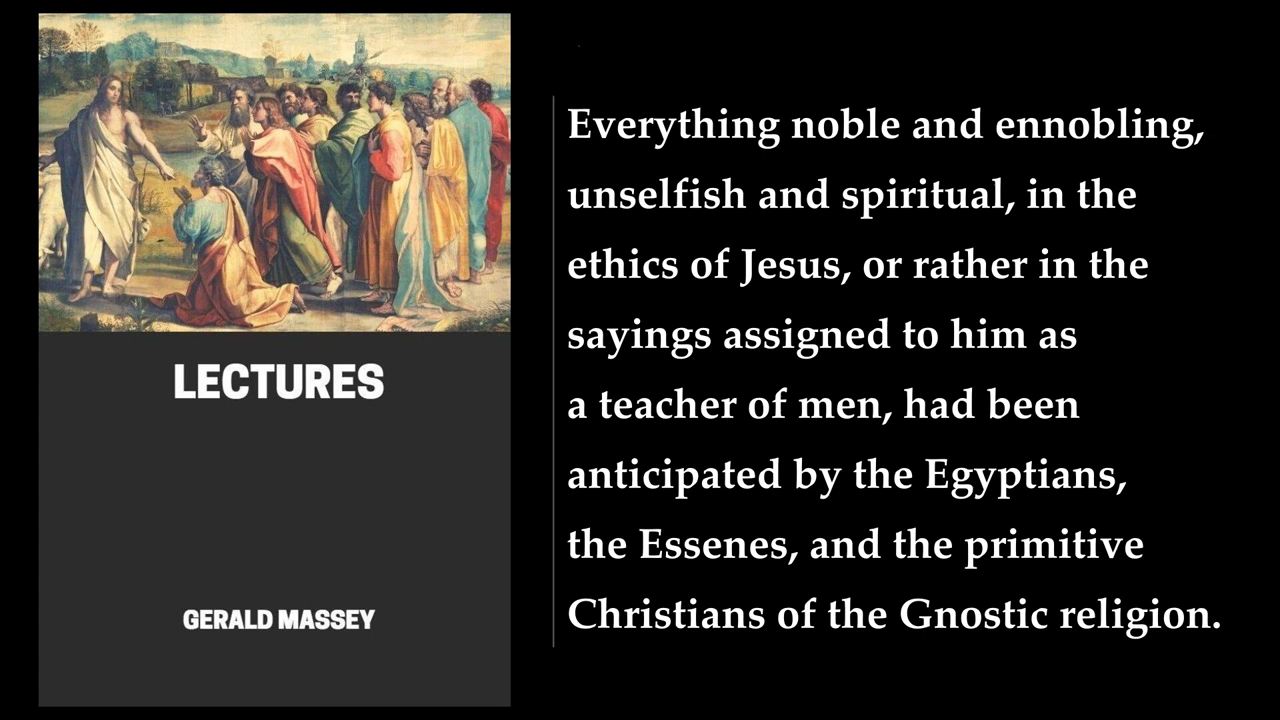 LECTURES
GERALD MASSEY
Everything noble and ennobling,
unselfish and spiritual, in the
ethics of Jesus, or rather in the
sayings assigned to him as
a teacher of men, had been
anticipated by the Egyptians,
the Essenes, and the primitive
Christians of the Gnostic religion.